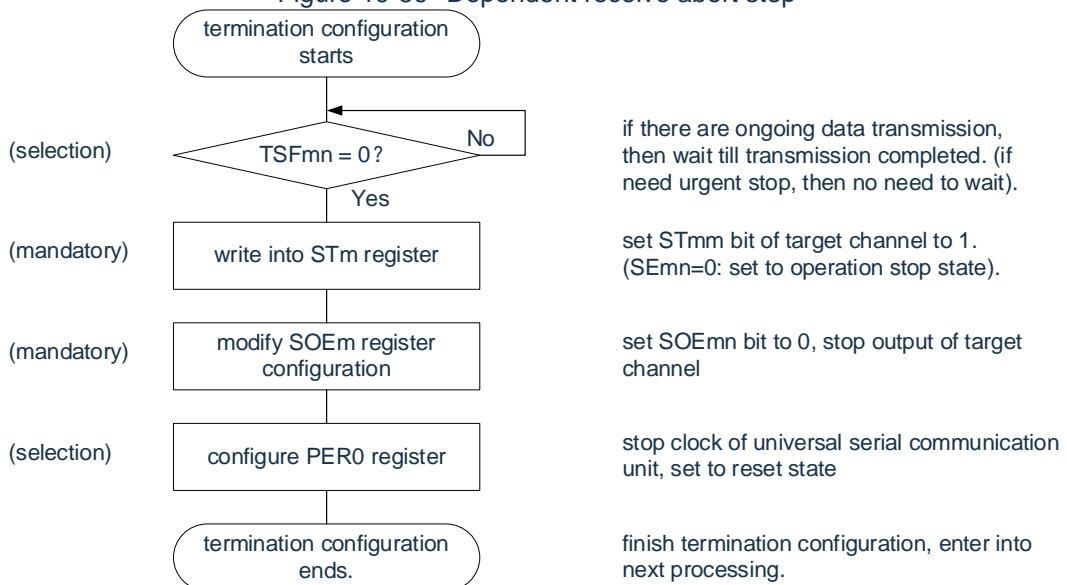 termination configuration
starts
(selection)
TSFmn = 0?
No
Yes
if there are ongoing data transmission,
then wait till transmission completed. (if
need urgent stop, then no need to wait).
(mandatory)
write into STm register
set STmm bit of target channel to 1.
(SEmn=0: set to operation stop state).
(mandatory)
modify SOEm register
configuration
set SOEmn bit to 0, stop output of target
channel
(selection)
configure PER0 register
stop clock of universal serial communication
unit, set to reset state
termination configuration
ends.
finish termination configuration, enter into
next processing.